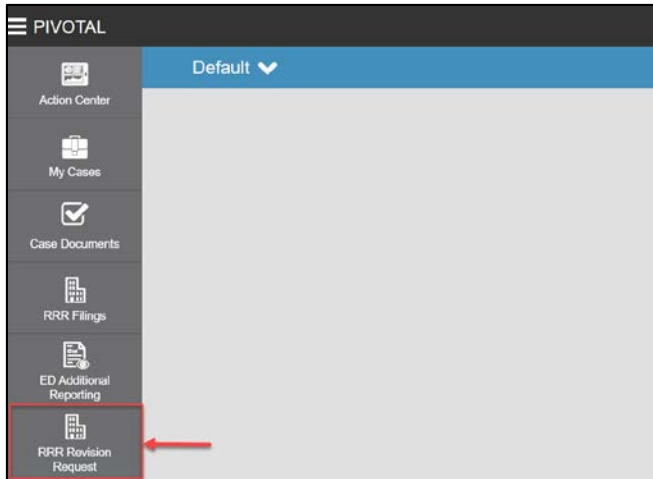 PIVOTAL
Default
Action Center
My Cases
Case Documents
RRR Filings
ED Additional
Reporting
RRR Revision
Request